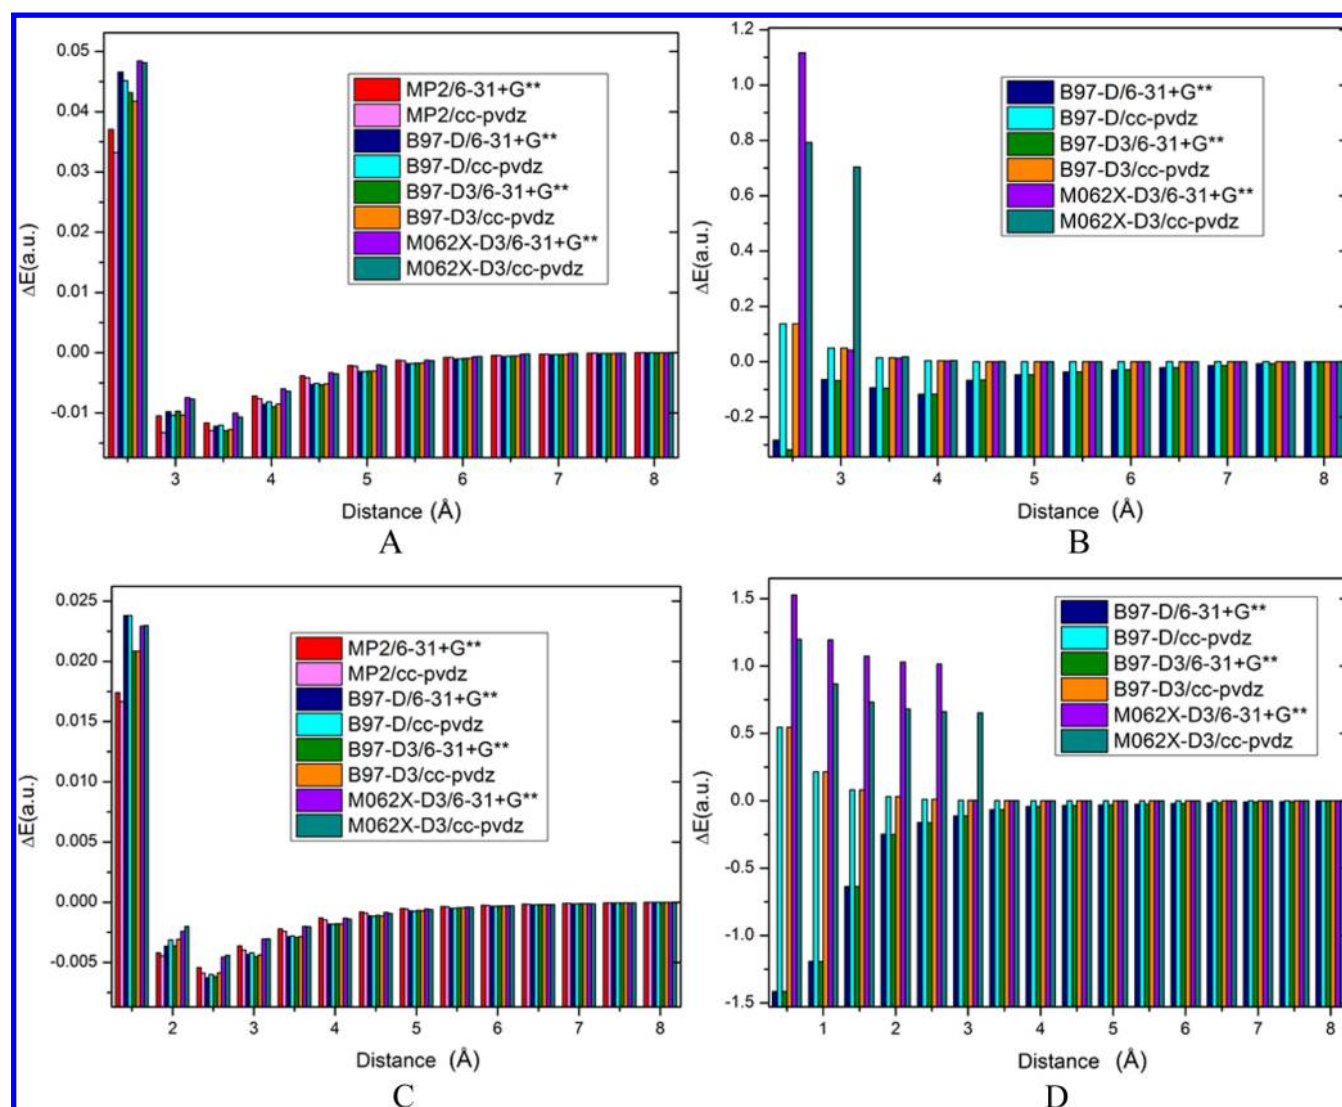 0.05
0.04
0.03
0.02
0.01
0.00
-0.01
ΔE(a.u.)
MP2/6-31+G**
MP2/cc-pvdz
B97-D/6-31+G**
B97-D/cc-pvdz
B97-D3/6-31+G**
B97-D3/cc-pvdz
M062X-D3/6-31+G**
M062X-D3/cc-pvdz
3 4 5 6 7 8
Distance (Å)
A
1.2
1.0
0.8
0.6
0.4
0.2
0.0
-0.2
ΔE(a.u.)
B97-D/6-31+G**
B97-D/cc-pvdz
B97-D3/6-31+G**
B97-D3/cc-pvdz
M062X-D3/6-31+G**
M062X-D3/cc-pvdz
3 4 5 6 7 8
Distance (Å)
B
0.025
0.020
0.015
0.010
0.005
0.000
-0.005
ΔE(a.u.)
MP2/6-31+G**
MP2/cc-pvdz
B97-D/6-31+G**
B97-D/cc-pvdz
B97-D3/6-31+G**
B97-D3/cc-pvdz
M062X-D3/6-31+G**
M062X-D3/cc-pvdz
2 3 4 5 6 7 8
Distance (Å)
C
1.5
1.0
0.5
0.0
-0.5
-1.0
-1.5
ΔE(a.u.)
B97-D/6-31+G**
B97-D/cc-pvdz
B97-D3/6-31+G**
B97-D3/cc-pvdz
M062X-D3/6-31+G**
M062X-D3/cc-pvdz
1 2 3 4 5 6 7 8
Distance (Å)
D